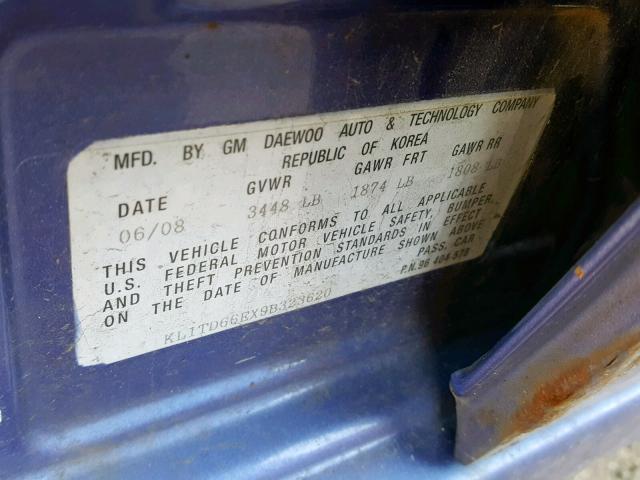 MFD. BY GM DAEWOO AUTO & TECHNOLOGY COMPANY
REPUBLIC OF KOREA
DATE GVWR GAWR FRT GAWR RR
06/08 3448 LB 1874 LB 1808 LB
THIS VEHICLE CONFORMS TO ALL APPLICABLE
U.S. FEDERAL MOTOR VEHICLE SAFETY, BUMPER,
AND THEFT PREVENTION STANDARDS IN EFFECT
ON THE DATE OF MANUFACTURE SHOWN ABOVE
PASS. CAR
KL1TD66EX9B323620 P.N.96 404 578